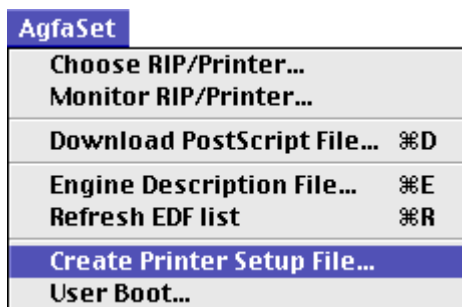 AgfaSet
Choose RIP/Printer...
Monitor RIP/Printer...
Download PostScript File... ⌘D
Engine Description File... ⌘E
Refresh EDF list ⌘R
Create Printer Setup File...
User Boot...